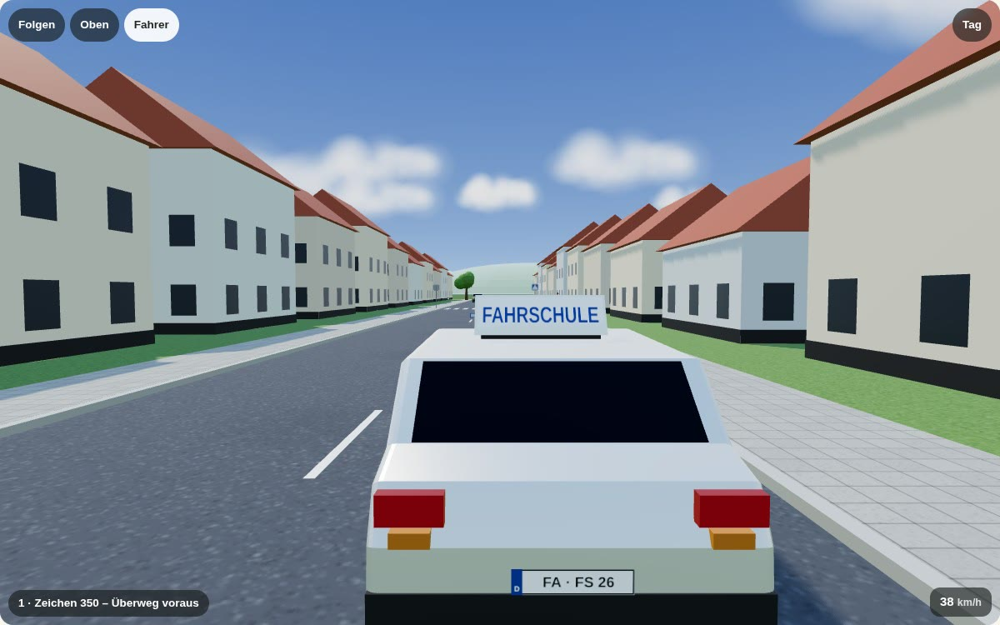 Folgen
Oben
Fahrer
Tag
FAHRSCHULE
D
FA · FS 26
1 · Zeichen 350 – Überweg voraus
38 km/h